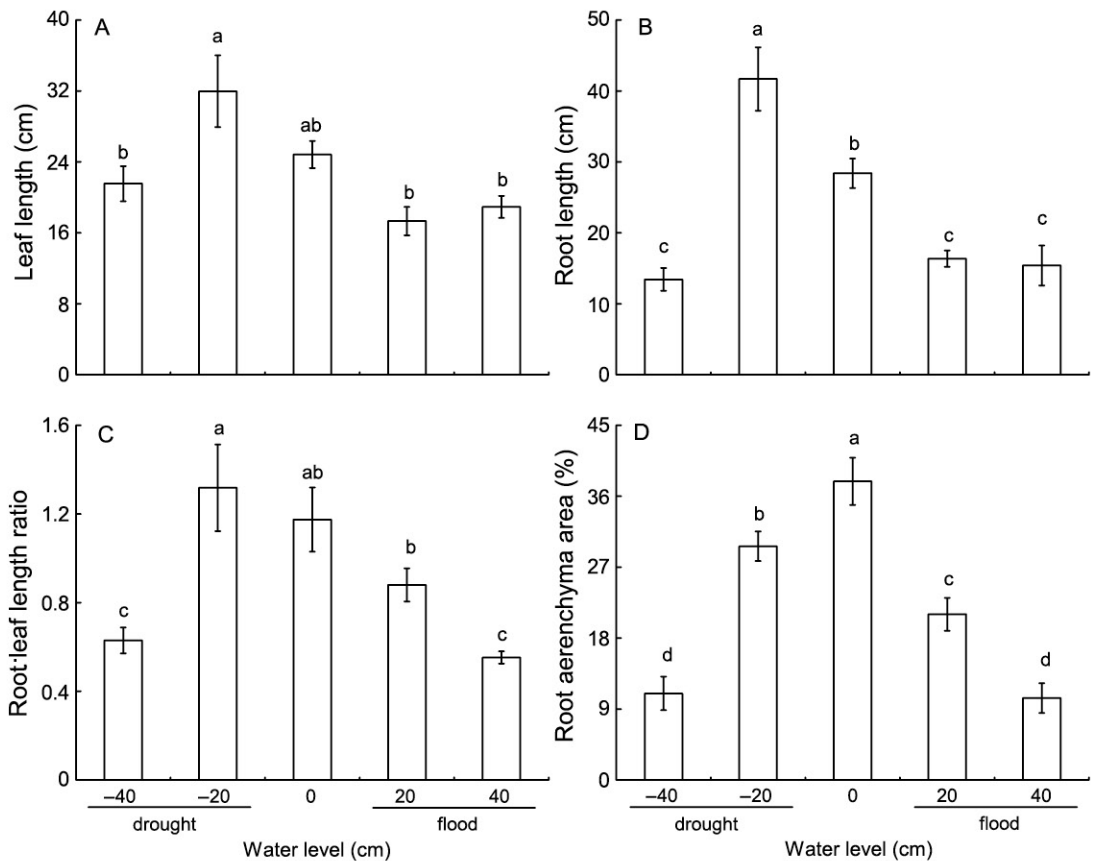 A
Leaf length (cm)
40
32
24
16
8
0
b
a
ab
b
b
B
Root length (cm)
50
40
30
20
10
0
c
a
b
c
c
C
Root:leaf length ratio
1.6
1.2
0.8
0.4
0
c
a
ab
b
c
–40 –20 0 20 40
drought flood
Water level (cm)
D
Root aerenchyma area (%)
45
36
27
18
9
0
d
b
a
c
d
–40 –20 0 20 40
drought flood
Water level (cm)